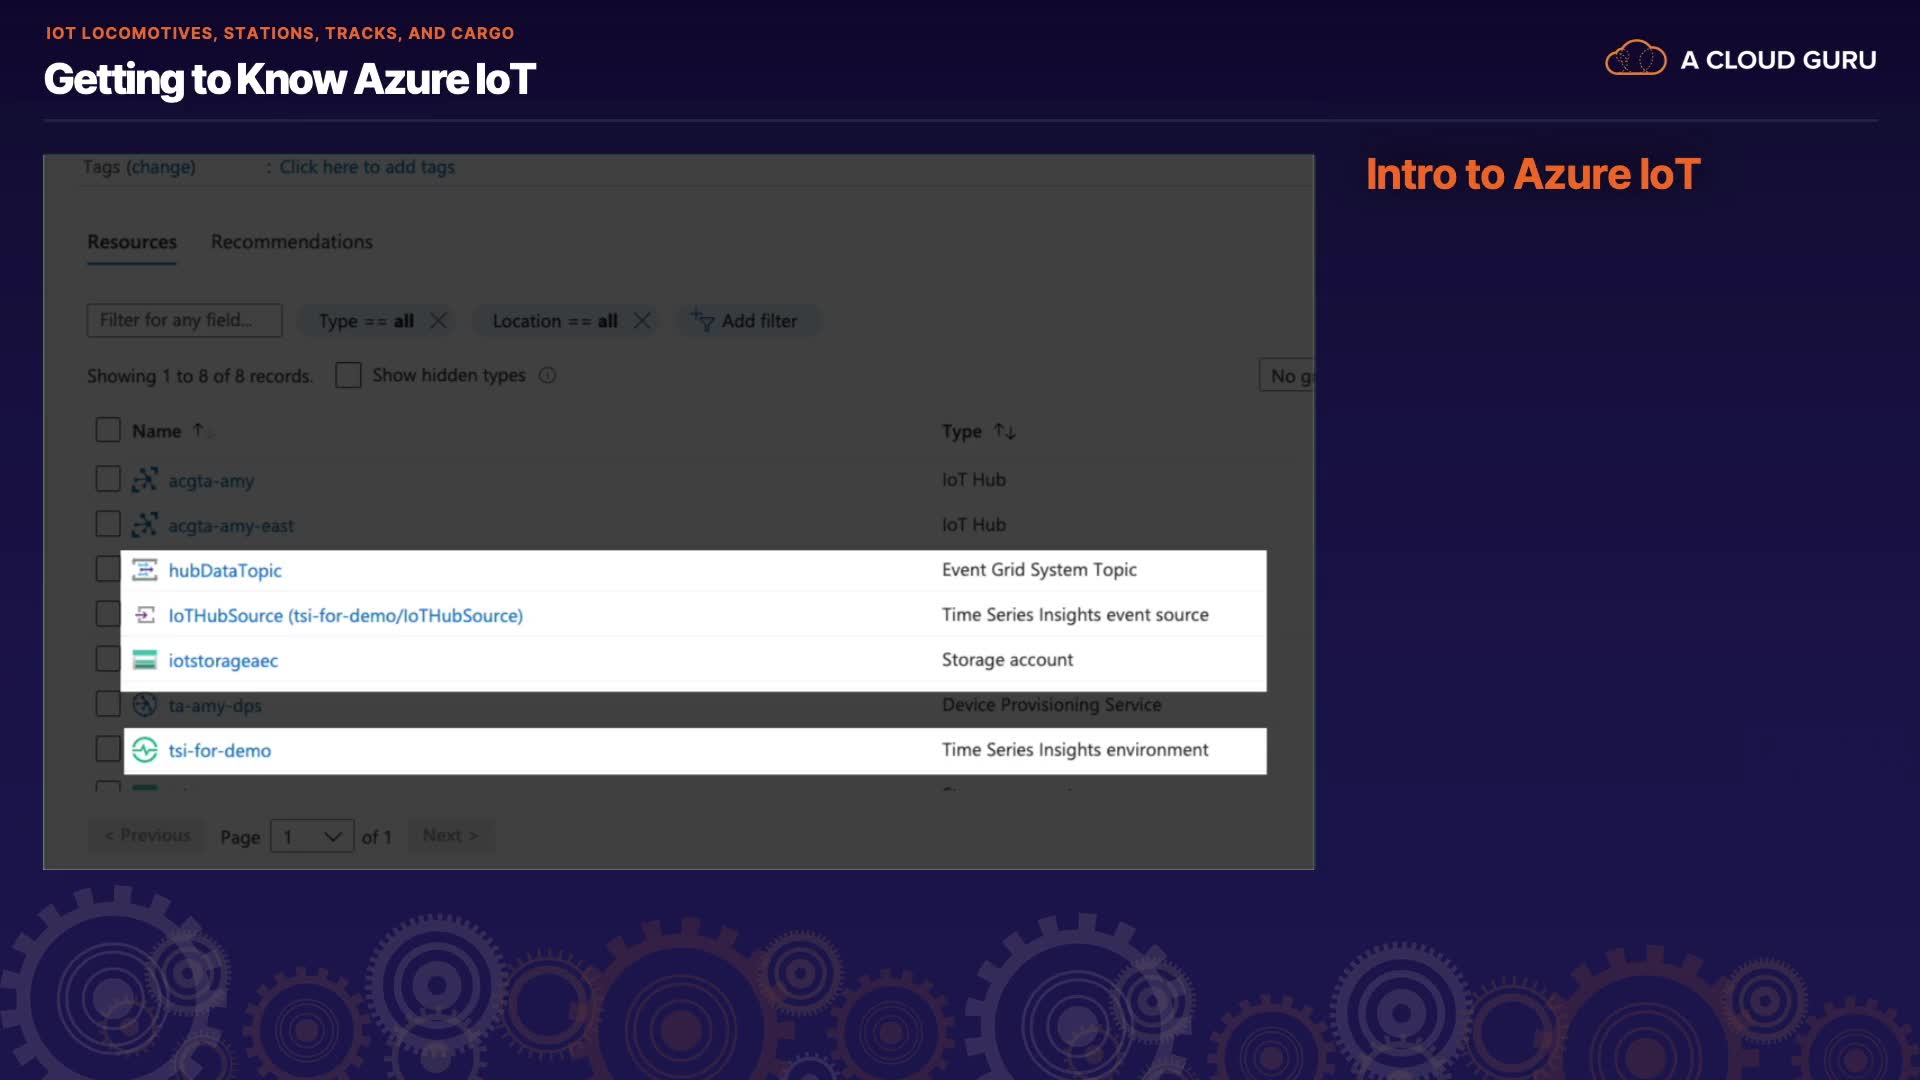 IOT LOCOMOTIVES, STATIONS, TRACKS, AND CARGO
Getting to Know Azure IoT
A CLOUD GURU
Intro to Azure IoT
Tags (change) : Click here to add tags
Resources Recommendations
Filter for any field... Type == all Location == all Add filter
Showing 1 to 8 of 8 records. Show hidden types
No
Name Type
acgta-amy IoT Hub
acgta-amy-east IoT Hub
hubDataTopic Event Grid System Topic
IoTHubSource (tsi-for-demo/IoTHubSource) Time Series Insights event source
iotstorageaec Storage account
ta-amy-dps Device Provisioning Service
tsi-for-demo Time Series Insights environment
< Previous Page 1 of 1 Next >